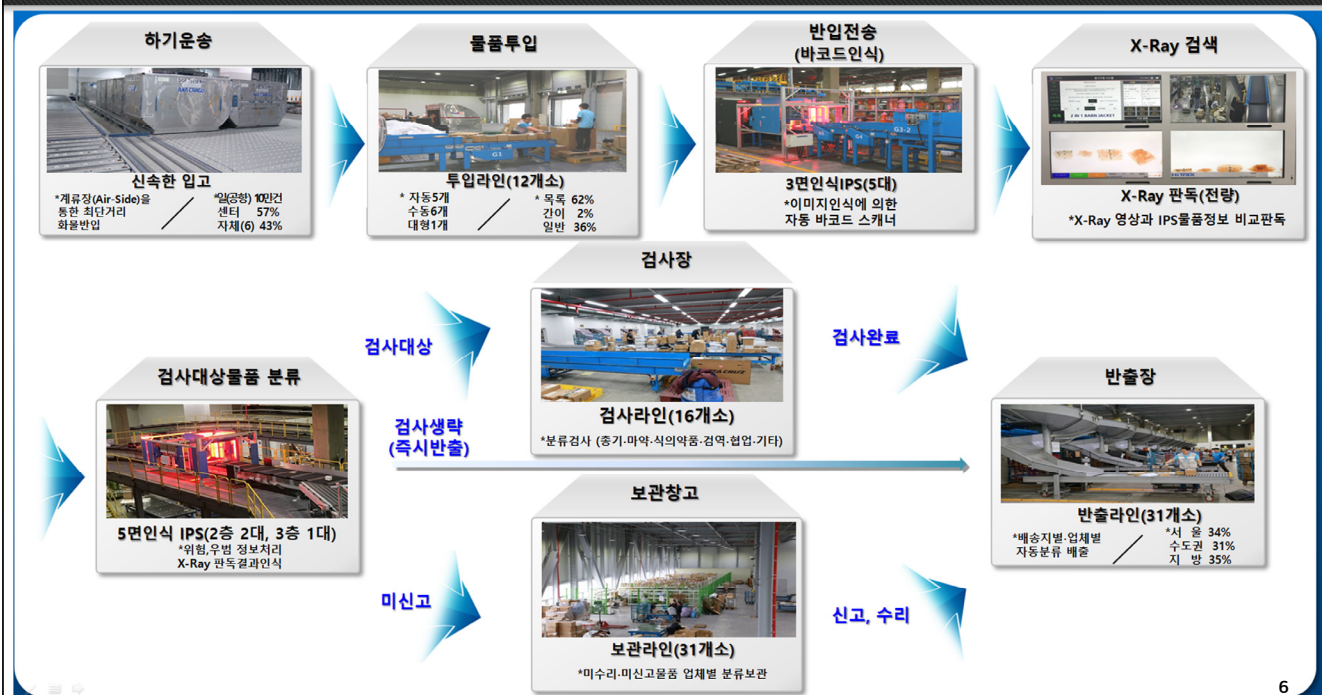 하기운송
신속한 입고
*계류장(Air-Side)을
통한 최단거리
화물반입
*일(공항) 10만건
센터 57%
자체(6) 43%
물품투입
G1
투입라인(12개소)
* 자동5개
수동6개
대형1개
* 목록 62%
간이 2%
일반 36%
반입전송
(바코드인식)
G4
G3-2
3면인식IPS(5대)
*이미지인식에 의한
자동 바코드 스캐너
X-Ray 검색
2 IN 1 BARN JACKET
X-Ray 판독(전량)
*X-Ray 영상과 IPS물품정보 비교판독
검사대상물품 분류
5면인식 IPS(2층 2대, 3층 1대)
*위험,우범 정보처리
X-Ray 판독결과인식
검사대상
검사생략
(즉시반출)
미신고
검사장
검사라인(16개소)
*분류검사 (총기·마약·식의약품·검역·협업·기타)
보관창고
보관라인(31개소)
*미수리·미신고물품 업체별 분류보관
검사완료
신고, 수리
반출장
반출라인(31개소)
*배송지별·업체별
자동분류 배출
*서 울 34%
수도권 31%
지 방 35%
6